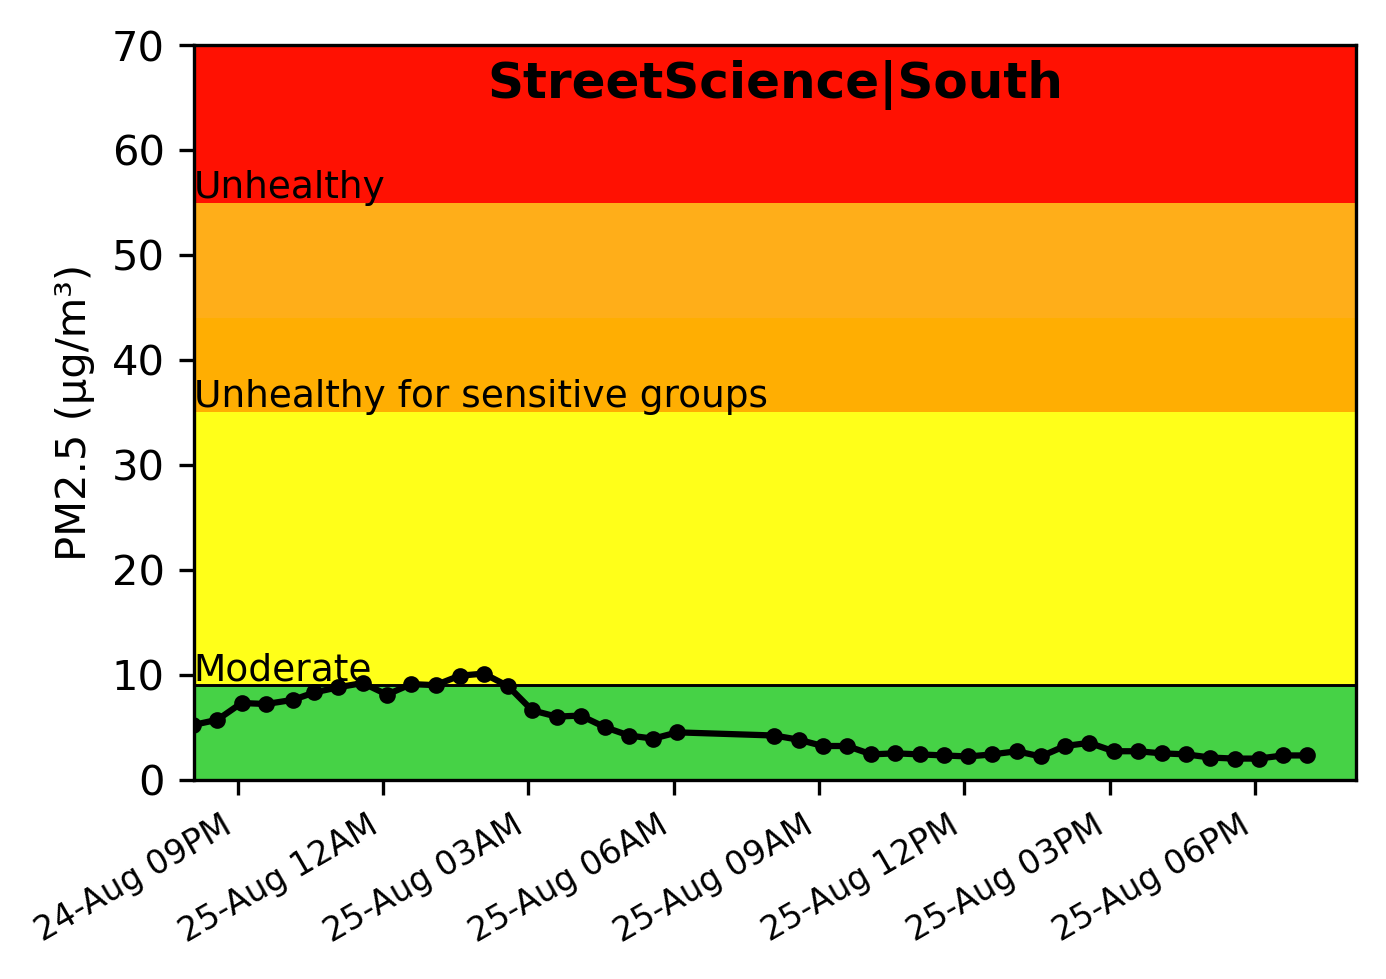 StreetScience|South
70
60
50
40
30
20
10
0
PM2.5 (µg/m³)
Unhealthy
Unhealthy for sensitive groups
Moderate
24-Aug 09PM
25-Aug 12AM
25-Aug 03AM
25-Aug 06AM
25-Aug 09AM
25-Aug 12PM
25-Aug 03PM
25-Aug 06PM